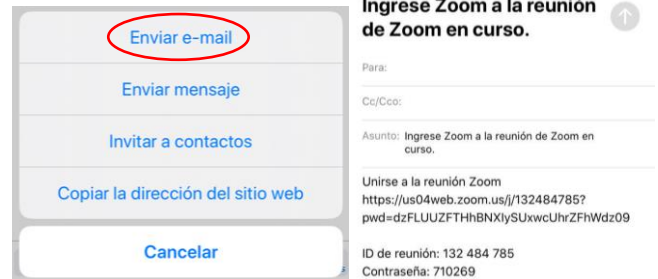 Enviar e-mail
Enviar mensaje
Invitar a contactos
Copiar la dirección del sitio web
Cancelar
s
Ingrese Zoom a la reunión
de Zoom en curso.
Para:
Cc/Cco:
Asunto: Ingrese Zoom a la reunión de Zoom en
curso.
Unirse a la reunión Zoom
https://us04web.zoom.us/j/132484785?
pwd=dzFLUUZFTHhBNXlySUxwcUhrZFhWdz09
ID de reunión: 132 484 785
Contraseña: 710269